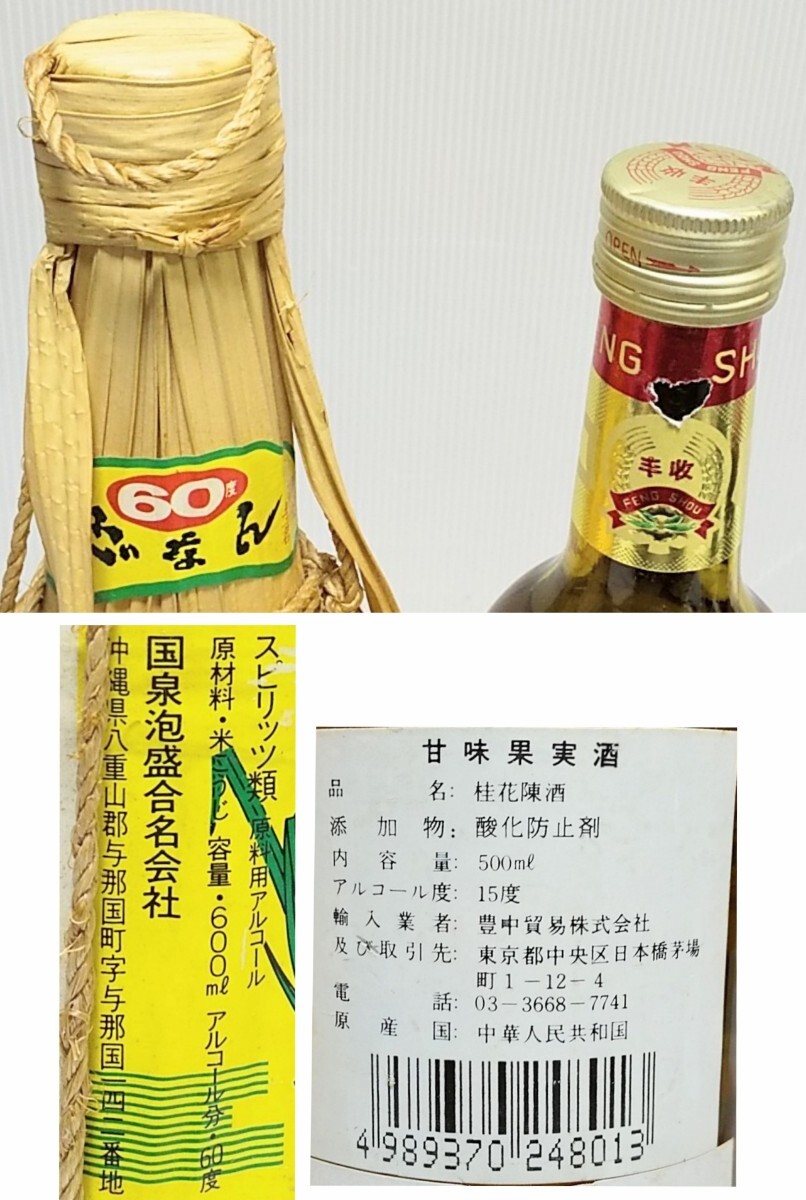 60度
どなん
丰收
FENG SHOU
OPEN
ENG SHO
丰收
FENG SHOU
スピリッツ類 原料用アルコール
原材料・米こうじ 容量・600㎖ アルコール分・60度
国泉泡盛合名会社
沖縄県八重山郡与那国町字与那国一四二番地
甘味果実酒
品名: 桂花陳酒
添加物: 酸化防止剤
内容量: 500㎖
アルコール度: 15度
輸入業者: 豊中貿易株式会社
及び取引先: 東京都中央区日本橋茅場
町1-12-4
電話: 03-3668-7741
原産国: 中華人民共和国
4 989370 248013